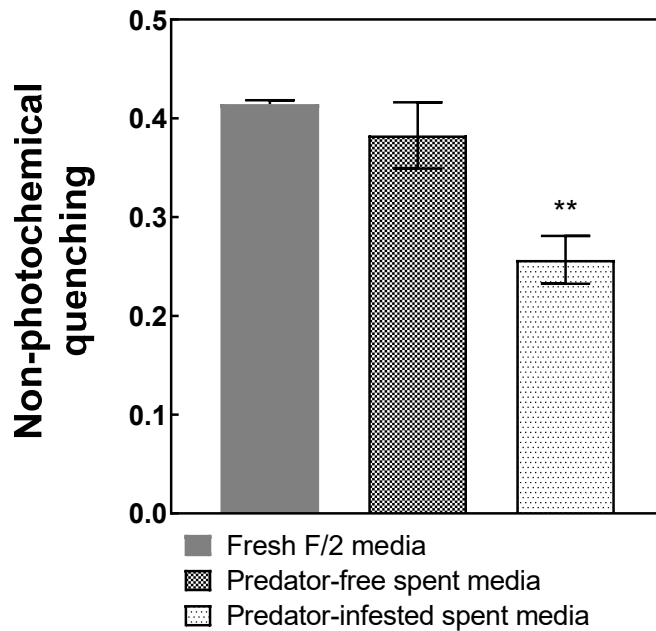 Non-photochemical
quenching
0.5
0.4
0.3
0.2
0.1
0.0
**
Fresh F/2 media
Predator-free spent media
Predator-infested spent media